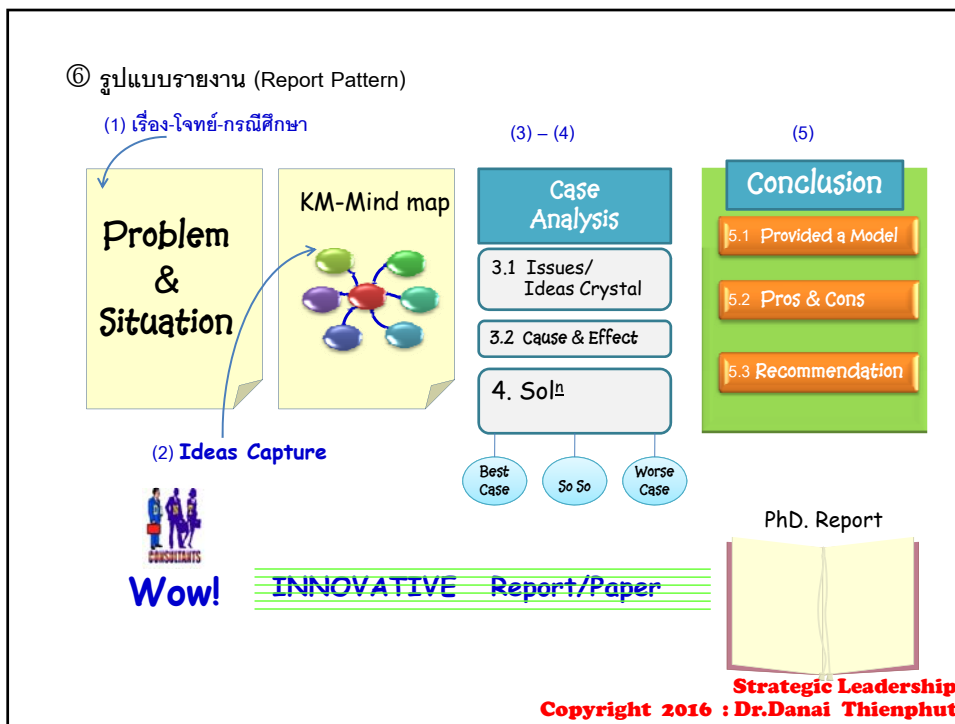 ⑥ รูปแบบรายงาน (Report Pattern)
(1) เรื่อง-โจทย์-กรณีศึกษา
(3) – (4)
(5)
Problem
&
Situation
KM-Mind map
(2) Ideas Capture
Case
Analysis
3.1 Issues/
Ideas Crystal
3.2 Cause & Effect
4. Solⁿ
Best
Case
So So
Worse
Case
Conclusion
5.1 Provided a Model
5.2 Pros & Cons
5.3 Recommendation
CONSULTANTS
Wow!
INNOVATIVE Report/Paper
PhD. Report
Strategic Leadership
Copyright 2016 : Dr.Danai Thienphut